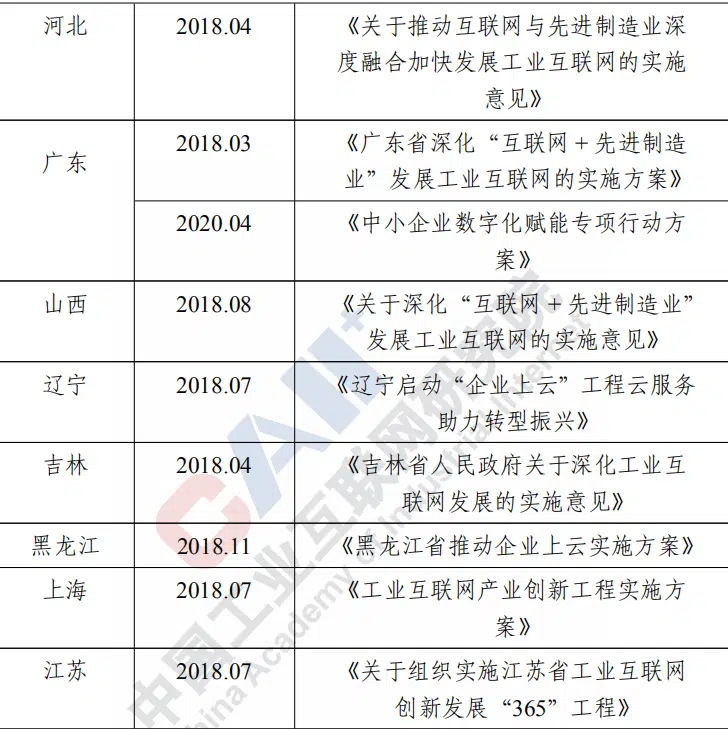 河北 2018.04 《关于推动互联网与先进制造业深
度融合加快发展工业互联网的实施
意见》
广东 2018.03 《广东省深化“互联网+先进制造
业”发展工业互联网的实施方案》
2020.04 《中小企业数字化赋能专项行动方
案》
山西 2018.08 《关于深化“互联网+先进制造业”
发展工业互联网的实施意见》
辽宁 2018.07 《辽宁启动“企业上云”工程云服务
助力转型振兴》
吉林 2018.04 《吉林省人民政府关于深化工业互
联网发展的实施意见》
黑龙江 2018.11 《黑龙江省推动企业上云实施方案》
上海 2018.07 《工业互联网产业创新工程实施方
案》
江苏 2018.07 《关于组织实施江苏省工业互联网
创新发展“365”工程》
CAII+
中国工业互联网研究院
China Academy of Industrial Internet